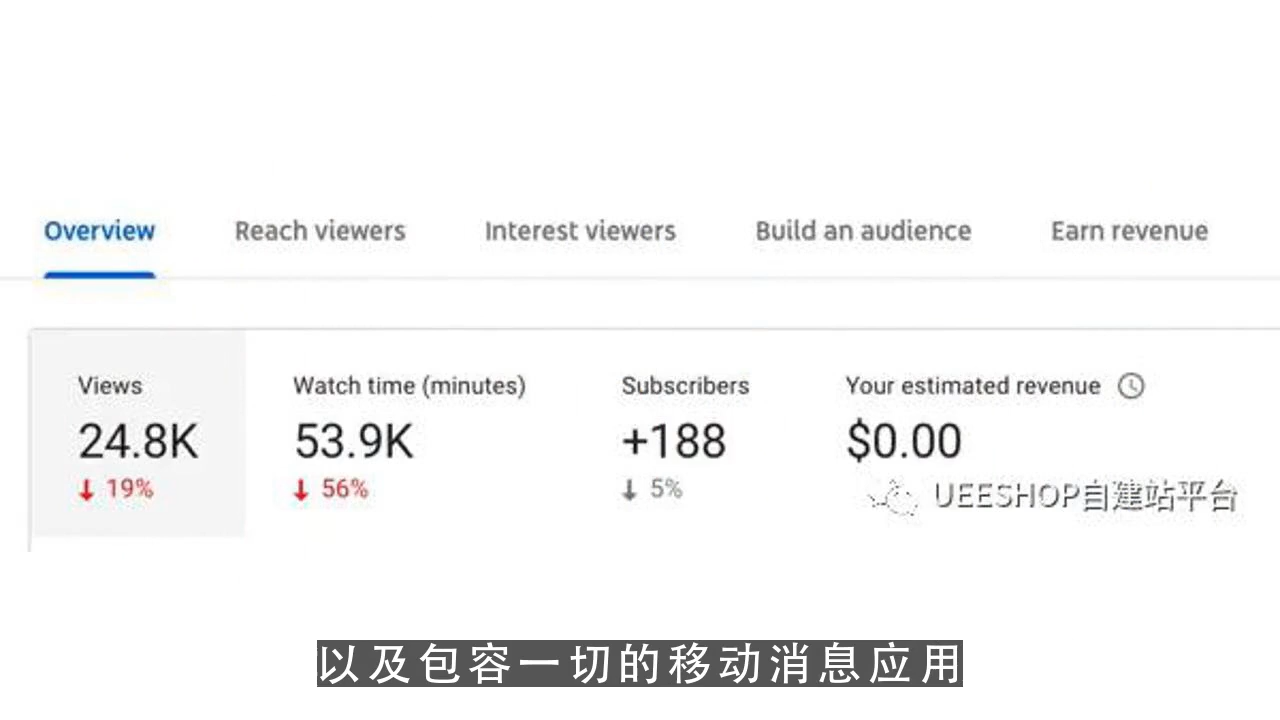 Overview Reach viewers Interest viewers Build an audience Earn revenue
Views Watch time (minutes) Subscribers Your estimated revenue
24.8K 53.9K +188 $0.00
↓ 19% ↓ 56% ↓ 5%
UEESHOP自建站平台
以及包容一切的移动消息应用